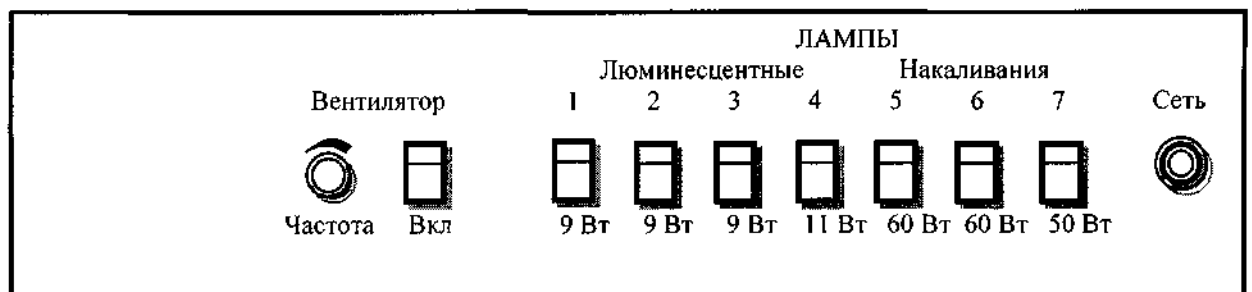 ЛАМПЫ
Люминесцентные Накаливания
Вентилятор 1 2 3 4 5 6 7 Сеть
Частота Вкл 9 Вт 9 Вт 9 Вт 11 Вт 60 Вт 60 Вт 50 Вт